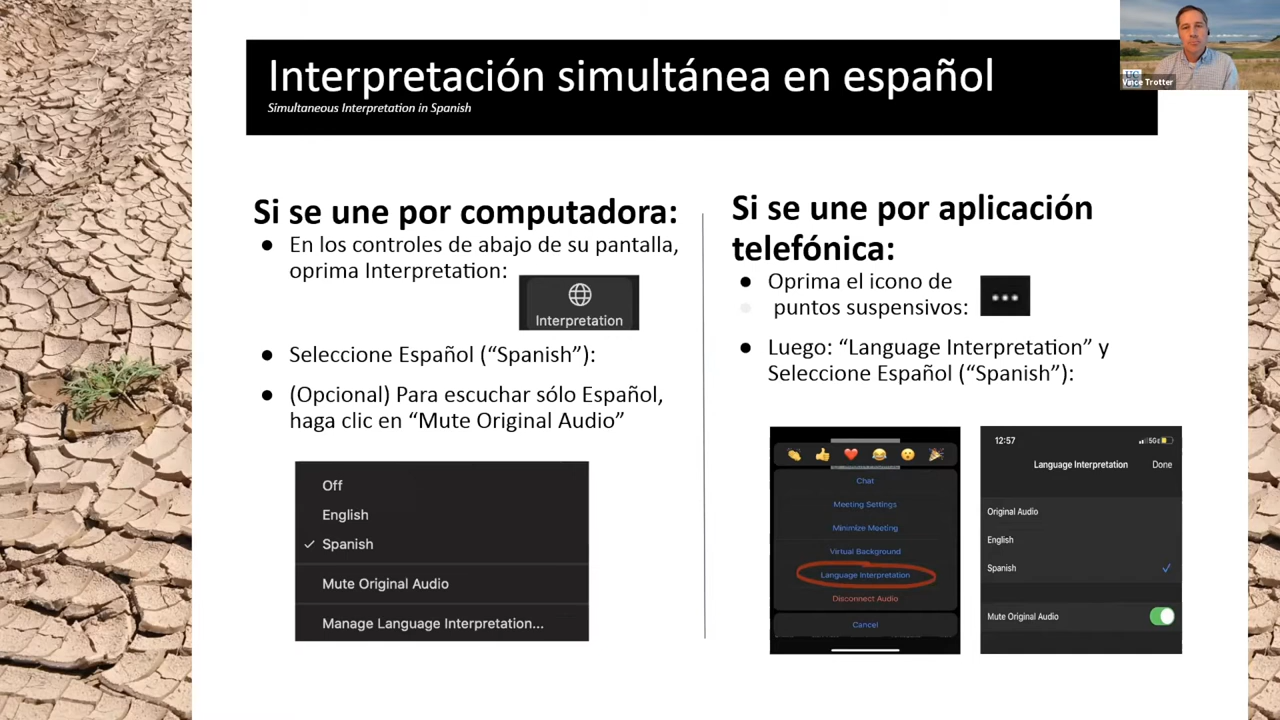 Interpretación simultánea en español
Simultaneous Interpretation in Spanish
UC
Vince Trotter
Si se une por computadora:
● En los controles de abajo de su pantalla,
oprima Interpretation:
Interpretation
● Seleccione Español (“Spanish”):
● (Opcional) Para escuchar sólo Español,
haga clic en “Mute Original Audio”
Off
English
✓ Spanish
Mute Original Audio
Manage Language Interpretation...
Si se une por aplicación
telefónica:
● Oprima el icono de
● puntos suspensivos:
● Luego: “Language Interpretation” y
Seleccione Español (“Spanish”):
Chat
Meeting Settings
Minimize Meeting
Virtual Background
Language Interpretation
Disconnect Audio
Cancel
12:57
5G
Language Interpretation Done
Original Audio
English
Spanish ✓
Mute Original Audio